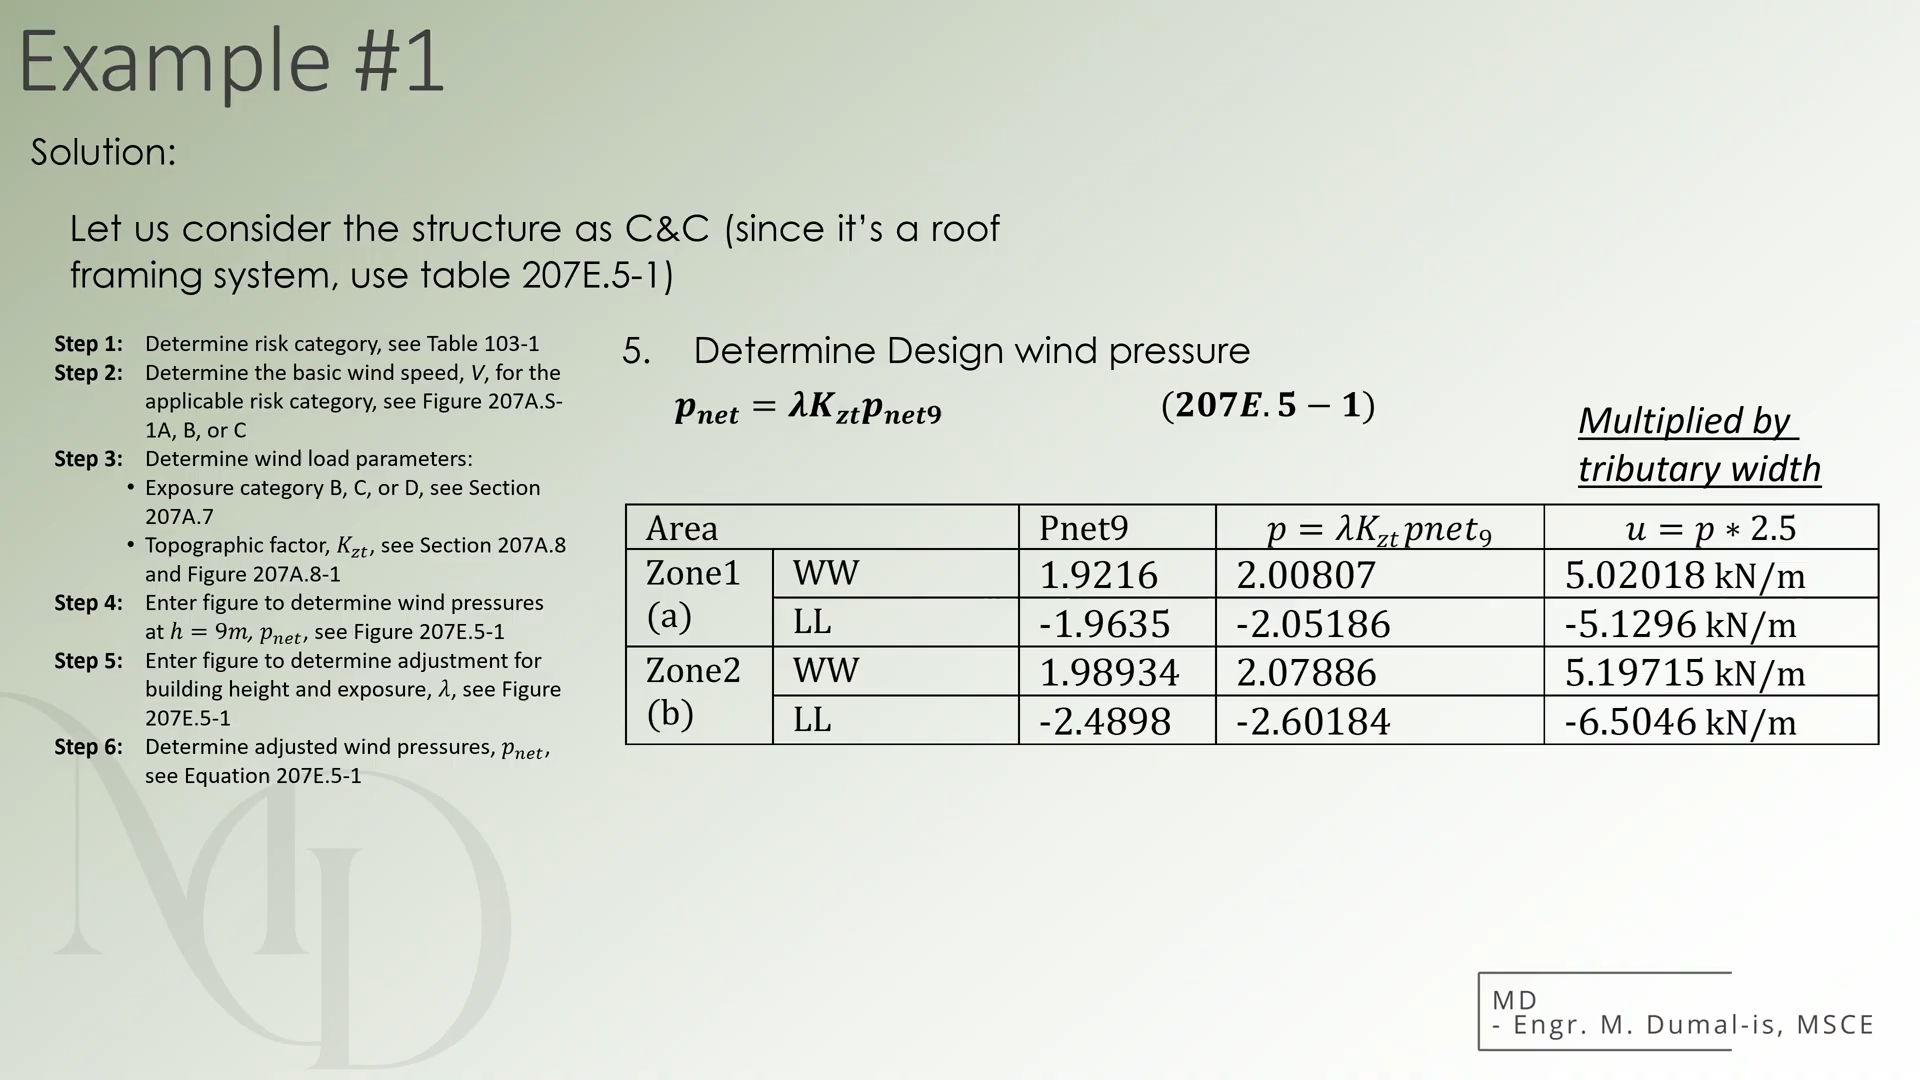 Example #1
Solution:
Let us consider the structure as C&C (since it's a roof
framing system, use table 207E.5-1)
Step 1: Determine risk category, see Table 103-1
Step 2: Determine the basic wind speed, V, for the
applicable risk category, see Figure 207A.S-
1A, B, or C
Step 3: Determine wind load parameters:
• Exposure category B, C, or D, see Section
207A.7
• Topographic factor, K_zt, see Section 207A.8
and Figure 207A.8-1
Step 4: Enter figure to determine wind pressures
at h = 9m, p_net, see Figure 207E.5-1
Step 5: Enter figure to determine adjustment for
building height and exposure, λ, see Figure
207E.5-1
Step 6: Determine adjusted wind pressures, p_net,
see Equation 207E.5-1
5. Determine Design wind pressure
p_net = λK_zt p_net9 (207E.5 − 1)
Multiplied by
tributary width
Area Pnet9 p = λK_zt pnet_9 u = p ∗ 2.5
Zone1 (a) WW 1.9216 2.00807 5.02018 kN/m
LL -1.9635 -2.05186 -5.1296 kN/m
Zone2 (b) WW 1.98934 2.07886 5.19715 kN/m
LL -2.4898 -2.60184 -6.5046 kN/m
MD
MD
- Engr. M. Dumal-is, MSCE